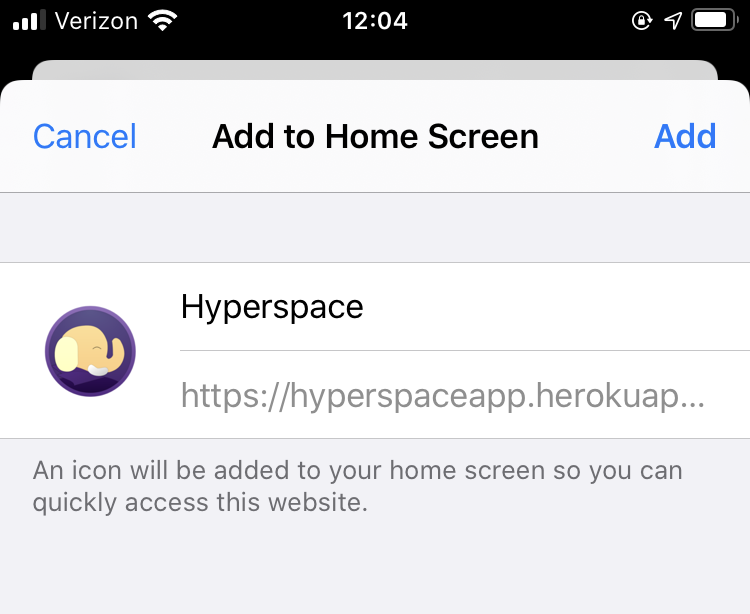 Verizon 12:04
Cancel Add to Home Screen Add
Hyperspace
https://hyperspaceapp.herokuap...
An icon will be added to your home screen so you can
quickly access this website.